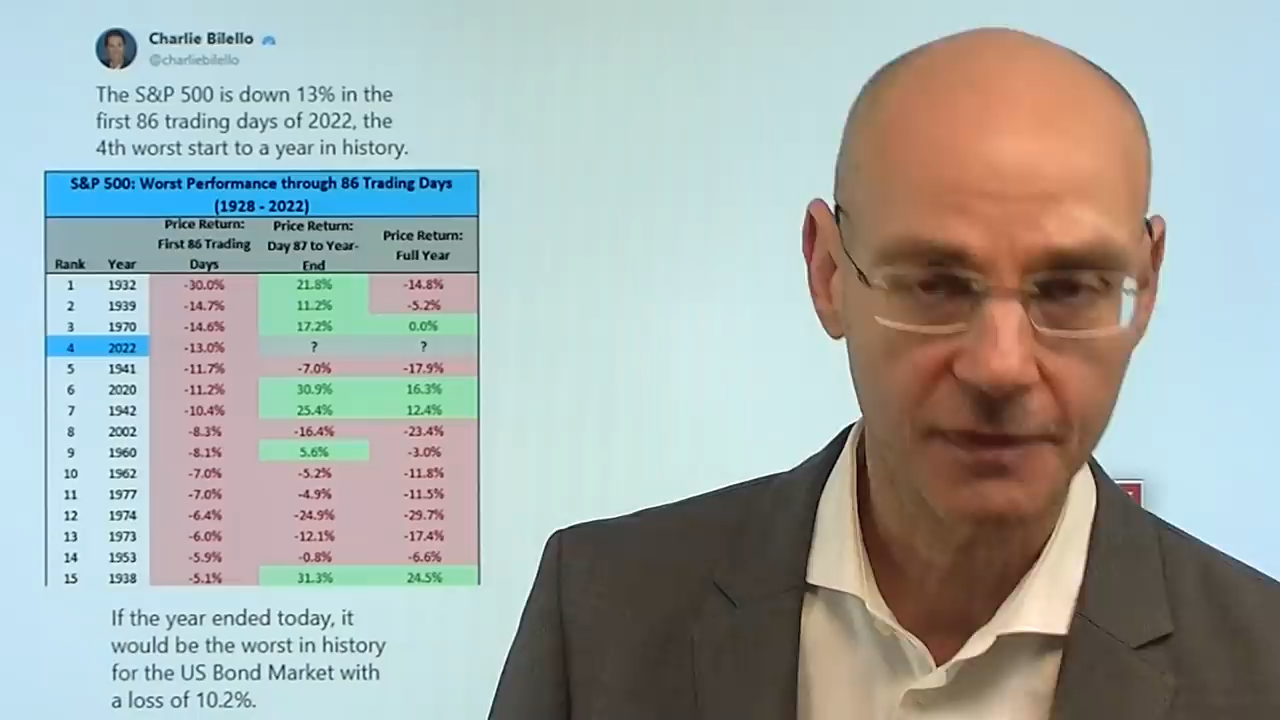 Charlie Bilello
@charliebilello
The S&P 500 is down 13% in the
first 86 trading days of 2022, the
4th worst start to a year in history.
S&P 500: Worst Performance through 86 Trading Days
(1928 - 2022)
Rank Year Price Return: First 86 Trading Days Price Return: Day 87 to Year-End Price Return: Full Year
1 1932 -30.0% 21.8% -14.8%
2 1939 -14.7% 11.2% -5.2%
3 1970 -14.6% 17.2% 0.0%
4 2022 -13.0% ? ?
5 1941 -11.7% -7.0% -17.9%
6 2020 -11.2% 30.9% 16.3%
7 1942 -10.4% 25.4% 12.4%
8 2002 -8.3% -16.4% -23.4%
9 1960 -8.1% 5.6% -3.0%
10 1962 -7.0% -5.2% -11.8%
11 1977 -7.0% -4.9% -11.5%
12 1974 -6.4% -24.9% -29.7%
13 1973 -6.0% -12.1% -17.4%
14 1953 -5.9% -0.8% -6.6%
15 1938 -5.1% 31.3% 24.5%
If the year ended today, it
would be the worst in history
for the US Bond Market with
a loss of 10.2%.